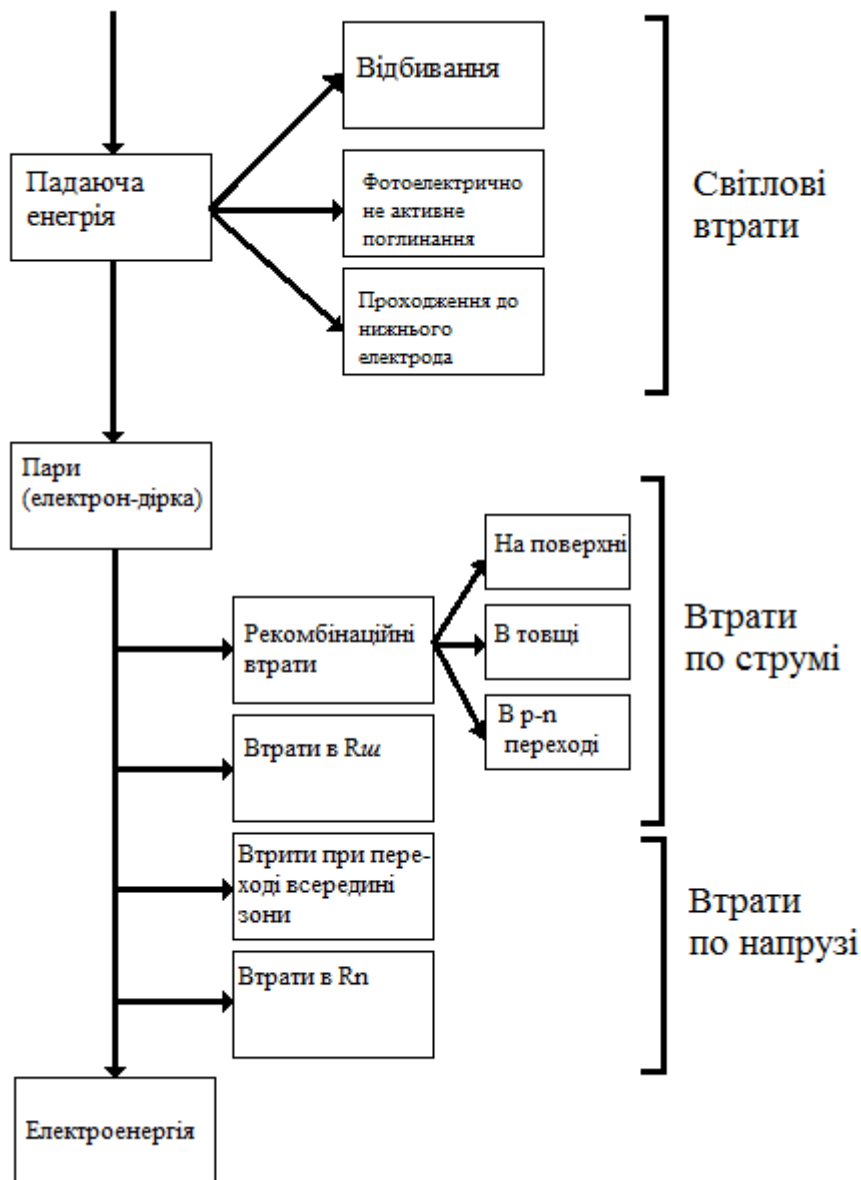 Відбивання
Падаюча
енегрія
Фотоелектрично
не активне
поглинання
Проходження до
нижнього
електрода
Світлові
втрати
Пари
(електрон-дірка)
Рекомбінаційні
втрати
На поверхні
В товщі
В p-n
переході
Втрати в Rш
Втрати
по струмі
Втрити при пере-
ході всередині
зони
Втрати в Rn
Втрати
по напрузі
Електроенергія